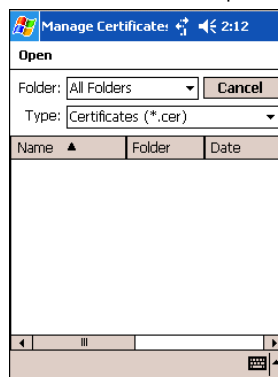 Manage Certificate: 2:12
Open
Folder: All Folders Cancel
Type: Certificates (*.cer)
Name Folder Date